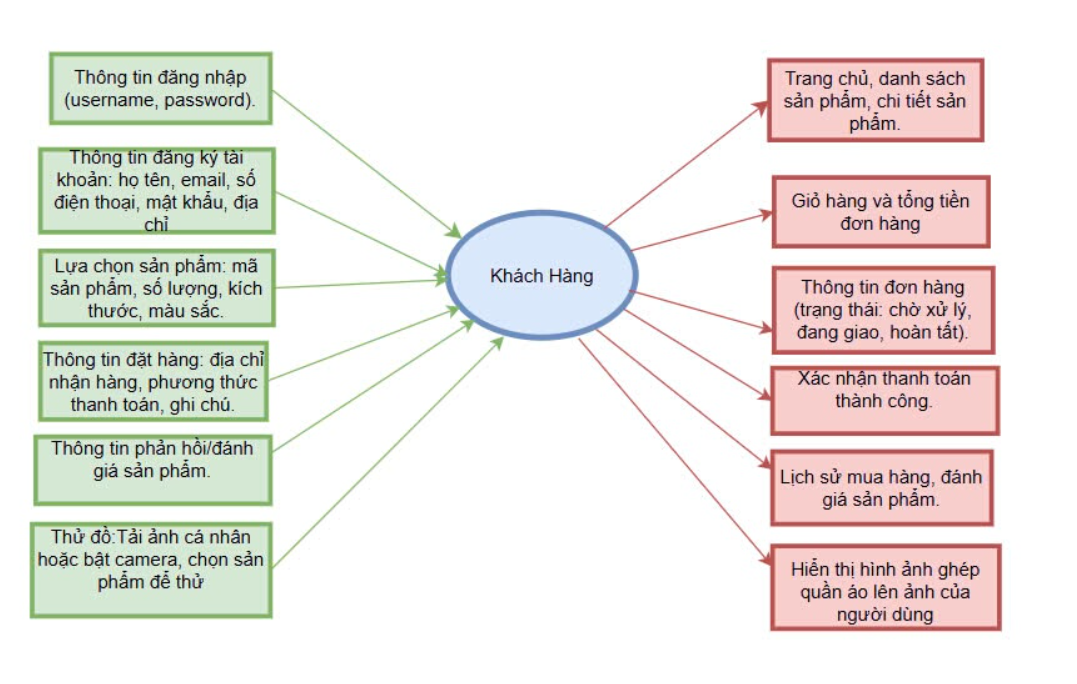 Thông tin đăng nhập
(username, password).
Thông tin đăng ký tài
khoản: họ tên, email, số
điện thoại, mật khẩu, địa
chỉ
Lựa chọn sản phẩm: mã
sản phẩm, số lượng, kích
thước, màu sắc.
Thông tin đặt hàng: địa chỉ
nhận hàng, phương thức
thanh toán, ghi chú.
Thông tin phản hồi/đánh
giá sản phẩm.
Thử đồ:Tải ảnh cá nhân
hoặc bật camera, chọn sản
phẩm để thử
Khách Hàng
Trang chủ, danh sách
sản phẩm, chi tiết sản
phẩm.
Giỏ hàng và tổng tiền
đơn hàng
Thông tin đơn hàng
(trạng thái: chờ xử lý,
đang giao, hoàn tất).
Xác nhận thanh toán
thành công.
Lịch sử mua hàng, đánh
giá sản phẩm.
Hiển thị hình ảnh ghép
quần áo lên ảnh của
người dùng